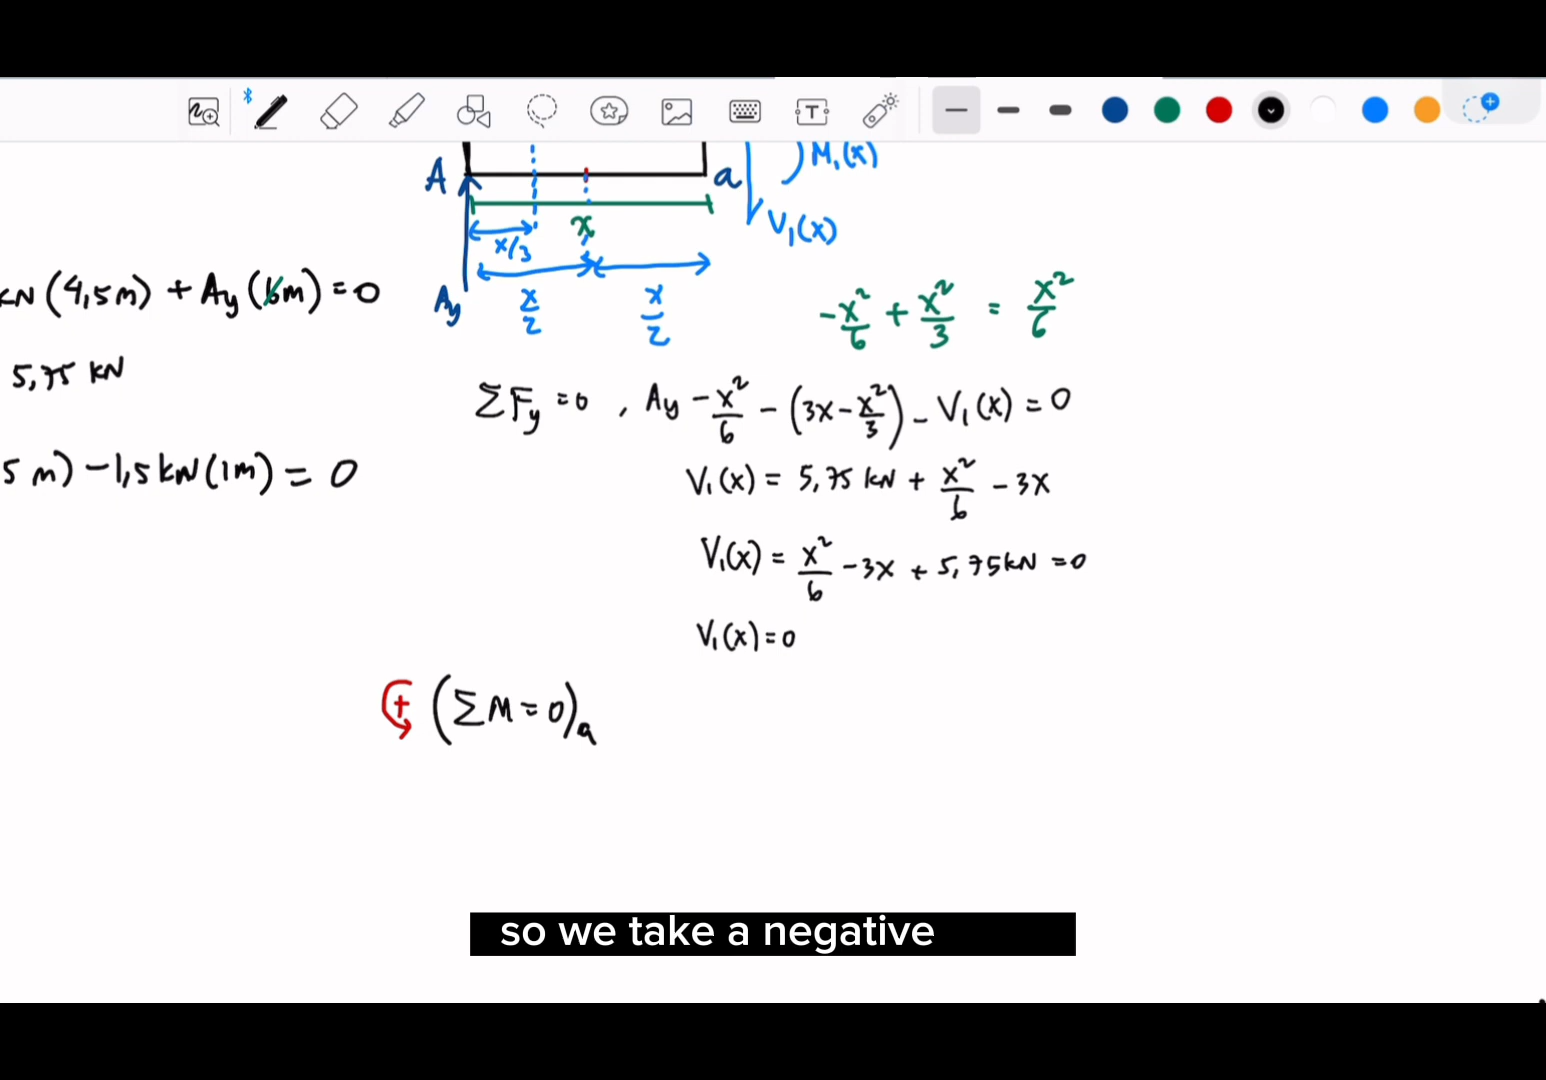 A a M₁(x)
x
V₁(x)
x/3
Ay x/2 x/2
KN (4,5m) + Ay (6m) = 0
-x²/6 + x²/3 = x²/6
5,75 KN
ΣFy = 0 , Ay - x²/6 - (3x - x²/3) - V₁(x) = 0
5 m) - 1,5 kN (1m) = 0
V₁(x) = 5,75 kN + x²/6 - 3x
V₁(x) = x²/6 - 3x + 5,75kN = 0
V₁(x) = 0
+ (ΣM = 0)a
so we take a negative